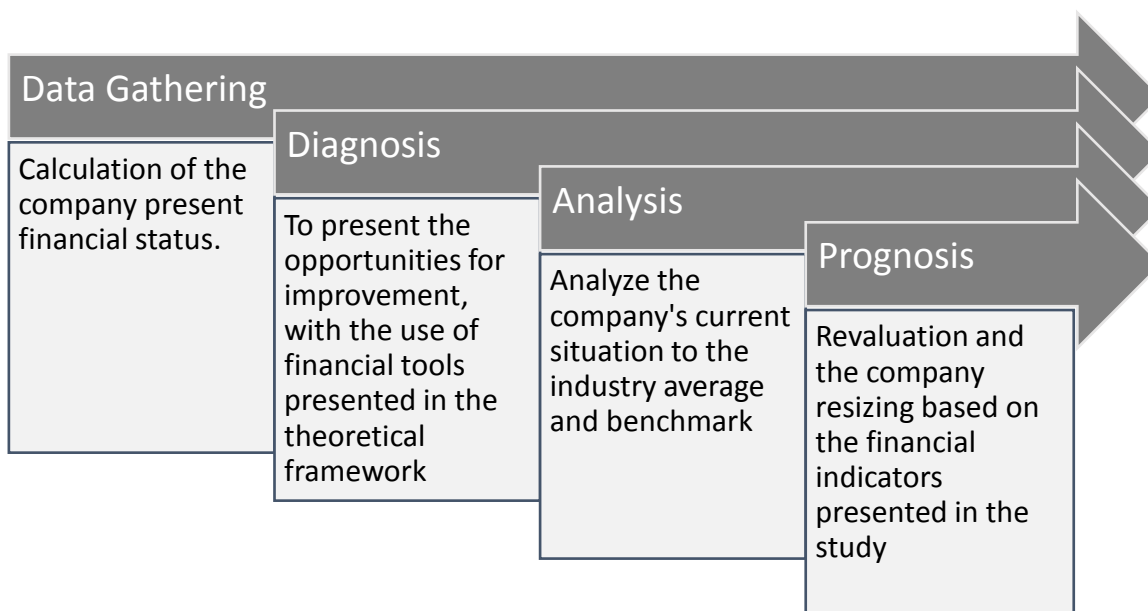 Data Gathering
Calculation of the
company present
financial status.
Diagnosis
To present the
opportunities for
improvement,
with the use of
financial tools
presented in the
theoretical
framework
Analysis
Analyze the
company's current
situation to the
industry average
and benchmark
Prognosis
Revaluation and
the company
resizing based on
the financial
indicators
presented in the
study